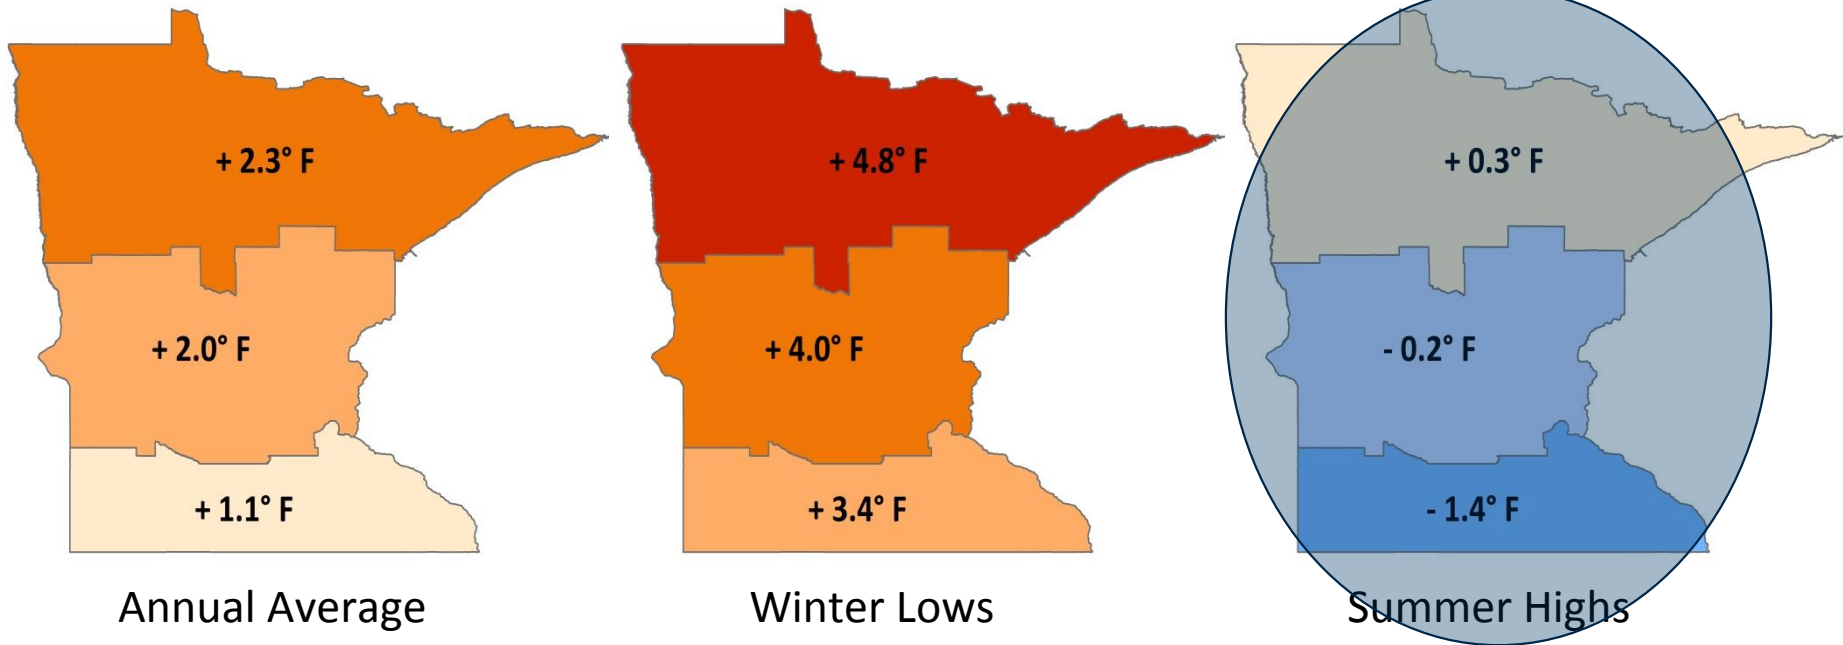 + 2.3° F
+ 2.0° F
+ 1.1° F
Annual Average
+ 4.8° F
+ 4.0° F
+ 3.4° F
Winter Lows
+ 0.3° F
- 0.2° F
- 1.4° F
Summer Highs